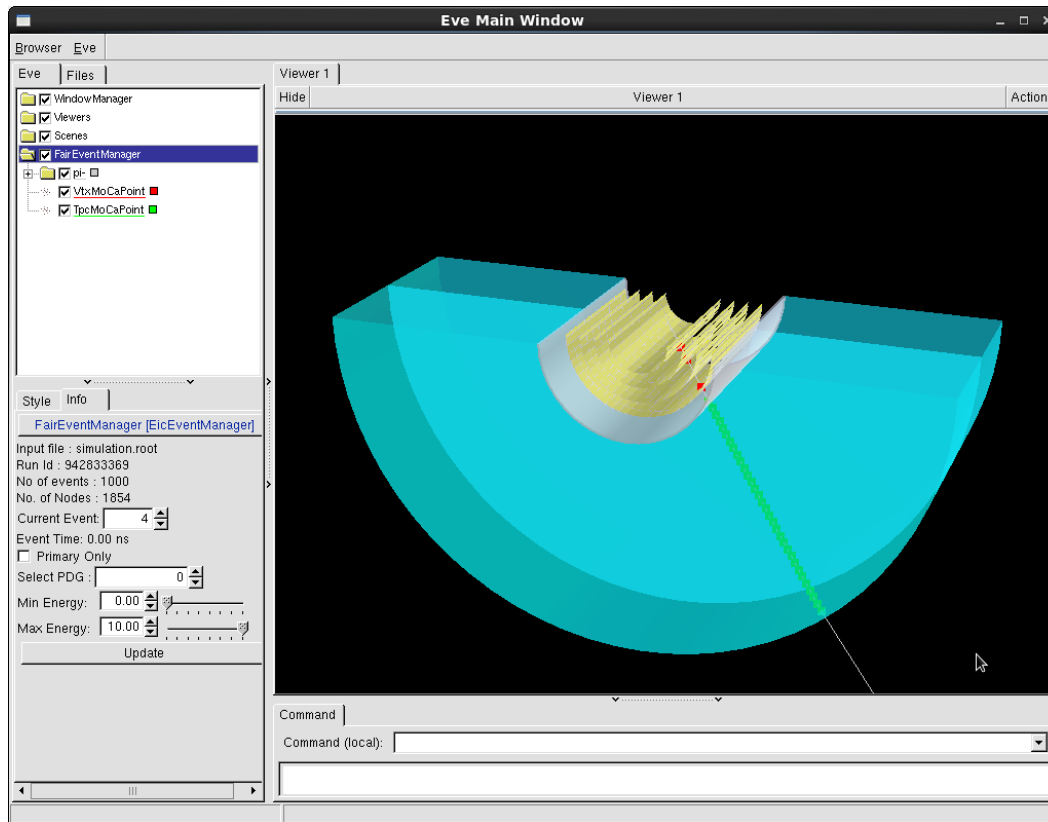 Eve Main Window
Browser Eve
Eve Files
WindowManager
Viewers
Scenes
FairEventManager
pi-
VtxMoCaPoint
TpcMoCaPoint
Style Info
FairEventManager [EicEventManager]
Input file : simulation.root
Run Id : 942833369
No of events : 1000
No. of Nodes : 1854
Current Event: 4
Event Time: 0.00 ns
Primary Only
Select PDG : 0
Min Energy: 0.00
Max Energy: 10.00
Update
Viewer 1
Hide Viewer 1 Action
Command
Command (local):